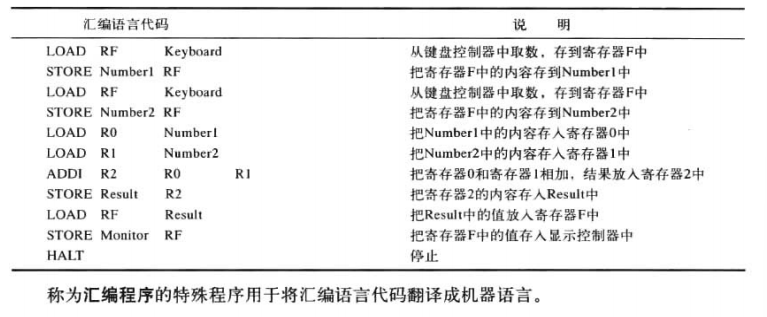 汇编语言代码 说 明
LOAD RF Keyboard 从键盘控制器中取数，存到寄存器F中
STORE Number1 RF 把寄存器F中的内容存到Number1中
LOAD RF Keyboard 从键盘控制器中取数，存到寄存器F中
STORE Number2 RF 把寄存器F中的内容存到Number2中
LOAD R0 Number1 把Number1中的内容存入寄存器0中
LOAD R1 Number2 把Number2中的内容存入寄存器1中
ADDI R2 R0 R1 把寄存器0和寄存器1相加，结果放入寄存器2中
STORE Result R2 把寄存器2的内容存入Result中
LOAD RF Result 把Result中的值放入寄存器F中
STORE Monitor RF 把寄存器F中的值存入显示控制器中
HALT 停止
称为汇编程序的特殊程序用于将汇编语言代码翻译成机器语言。